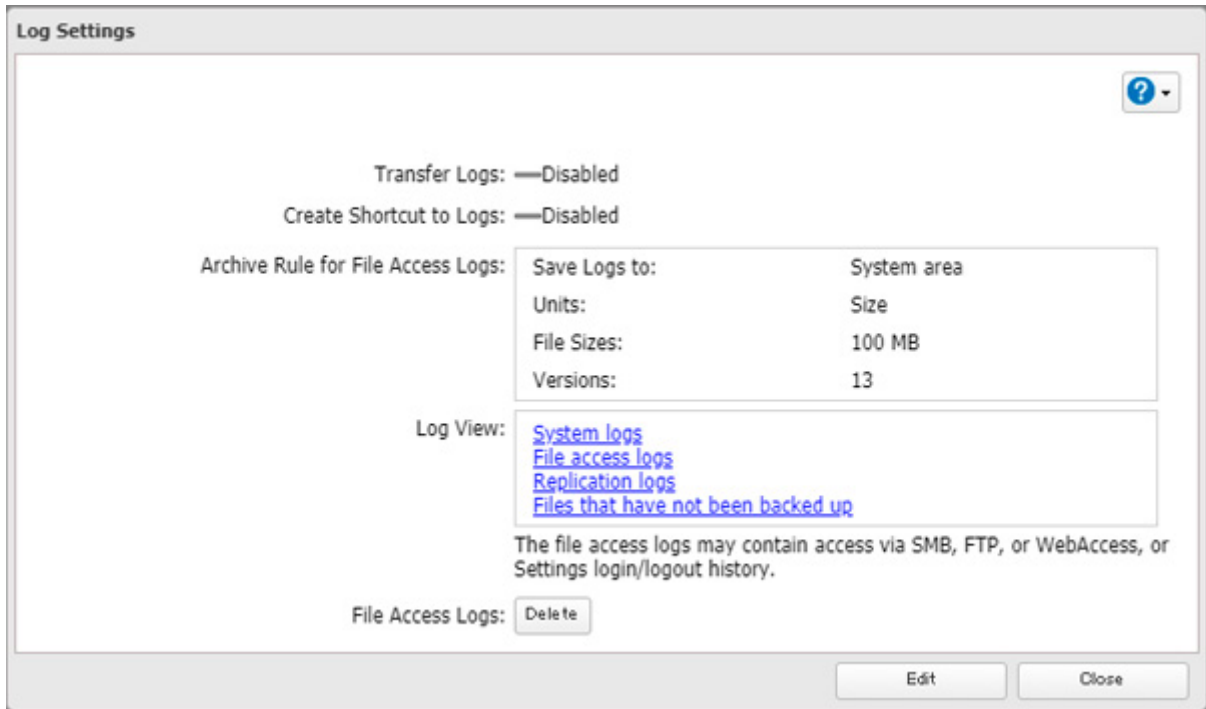 Log Settings
?
Transfer Logs: Disabled
Create Shortcut to Logs: Disabled
Archive Rule for File Access Logs: Save Logs to: System area
Units: Size
File Sizes: 100 MB
Versions: 13
Log View: System logs
File access logs
Replication logs
Files that have not been backed up
The file access logs may contain access via SMB, FTP, or WebAccess, or
Settings login/logout history.
File Access Logs: Delete
Edit Close